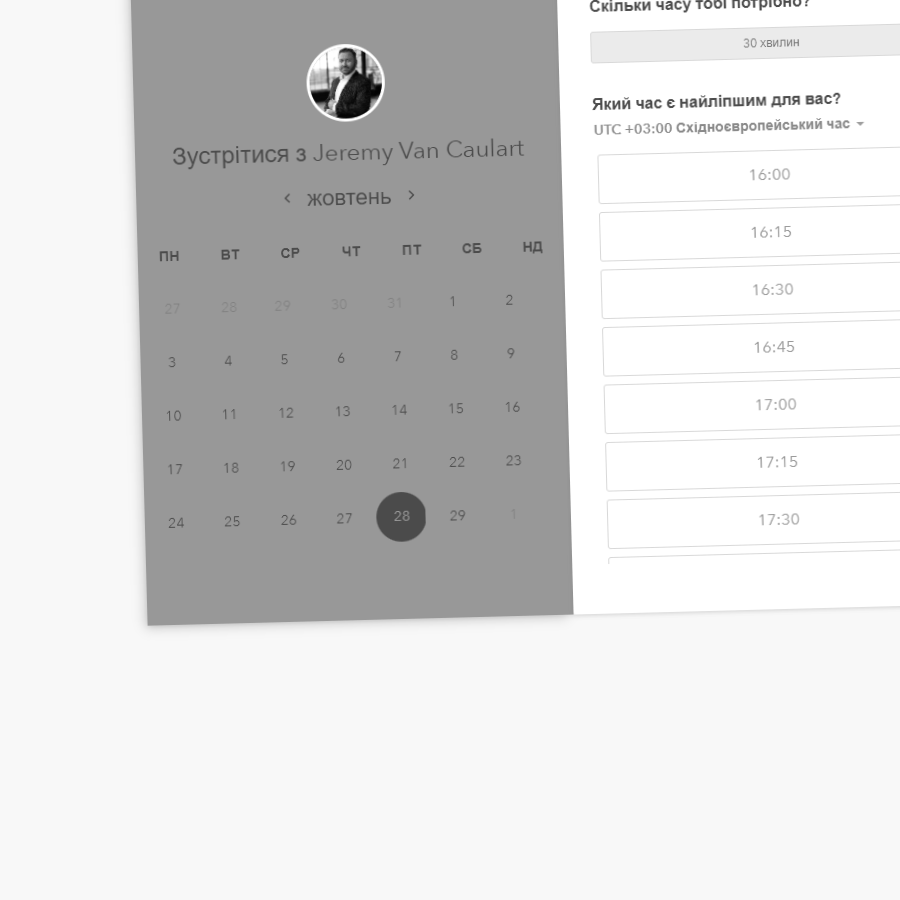 Зустрітися з Jeremy Van Caulart
жовтень
ПН ВТ СР ЧТ ПТ СБ НД
27 28 29 30 31 1 2
3 4 5 6 7 8 9
10 11 12 13 14 15 16
17 18 19 20 21 22 23
24 25 26 27 28 29 1
Скільки часу тобі потрібно?
30 хвилин
Який час є найліпшим для вас?
UTC +03:00 Східноєвропейський час
16:00
16:15
16:30
16:45
17:00
17:15
17:30